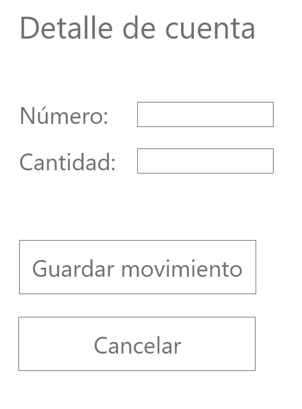 Detalle de cuenta
Número:
Cantidad:
Guardar movimiento
Cancelar